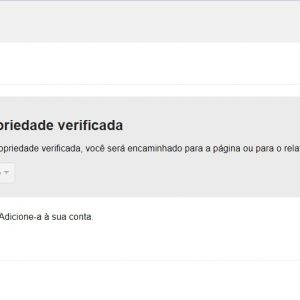 priedade verificada
opriedade verificada, você será encaminhado para a página ou para o relat
Adicione-a à sua conta.